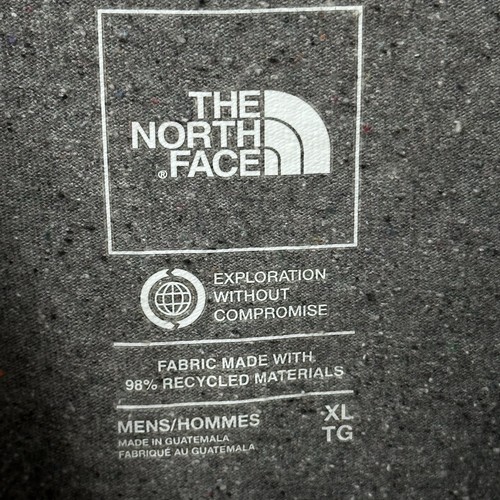 THE
NORTH
®FACE
EXPLORATION
WITHOUT
COMPROMISE
FABRIC MADE WITH
98% RECYCLED MATERIALS
MENS/HOMMES XL
TG
MADE IN GUATEMALA
FABRIQUÉ AU GUATEMALA